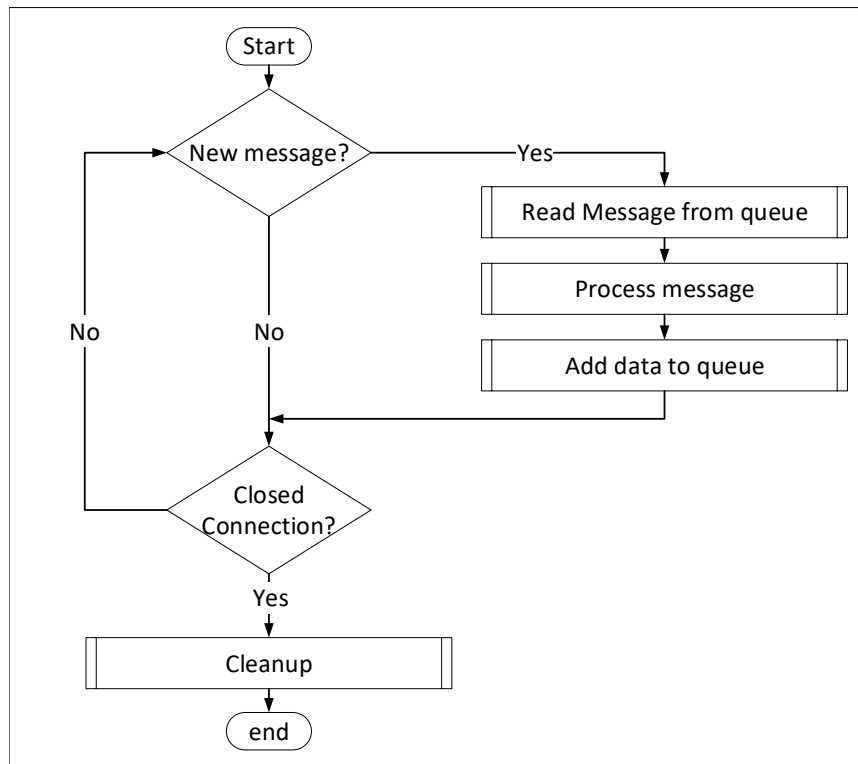 Start
New message?
Yes
Read Message from queue
Process message
No
No
Add data to queue
Closed
Connection?
Yes
Cleanup
end